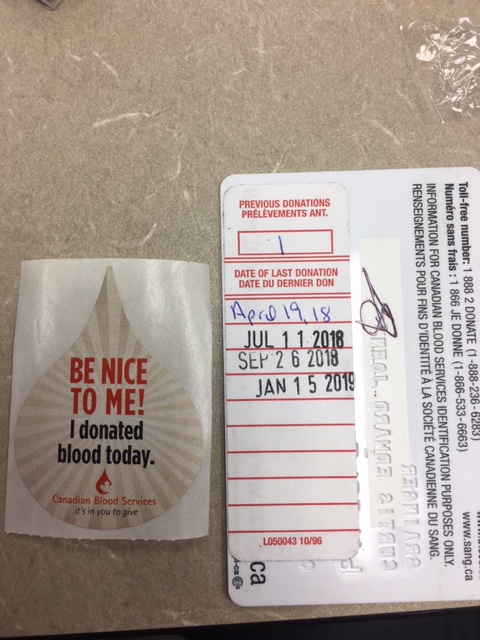 BE NICE
TO ME!
I donated
blood today.
Canadian Blood Services
it's in you to give
PREVIOUS DONATIONS
PRÉLÈVEMENTS ANT.
1
DATE OF LAST DONATION
DATE DU DERNIER DON
April 19, 18
JUL 11 2018
SEP 26 2018
JAN 15 2019
L050043 10/96
Toll-free number: 1 888 2 DONATE (1-888-236-6283)
Numéro sans frais : 1 866 JE DONNE (1-866-533-6663)
www.sang.ca
INFORMATION FOR CANADIAN BLOOD SERVICES IDENTIFICATION PURPOSES ONLY.
RENSEIGNEMENTS POUR FINS D'IDENTITÉ À LA SOCIÉTÉ CANADIENNE DU SANG.
ca